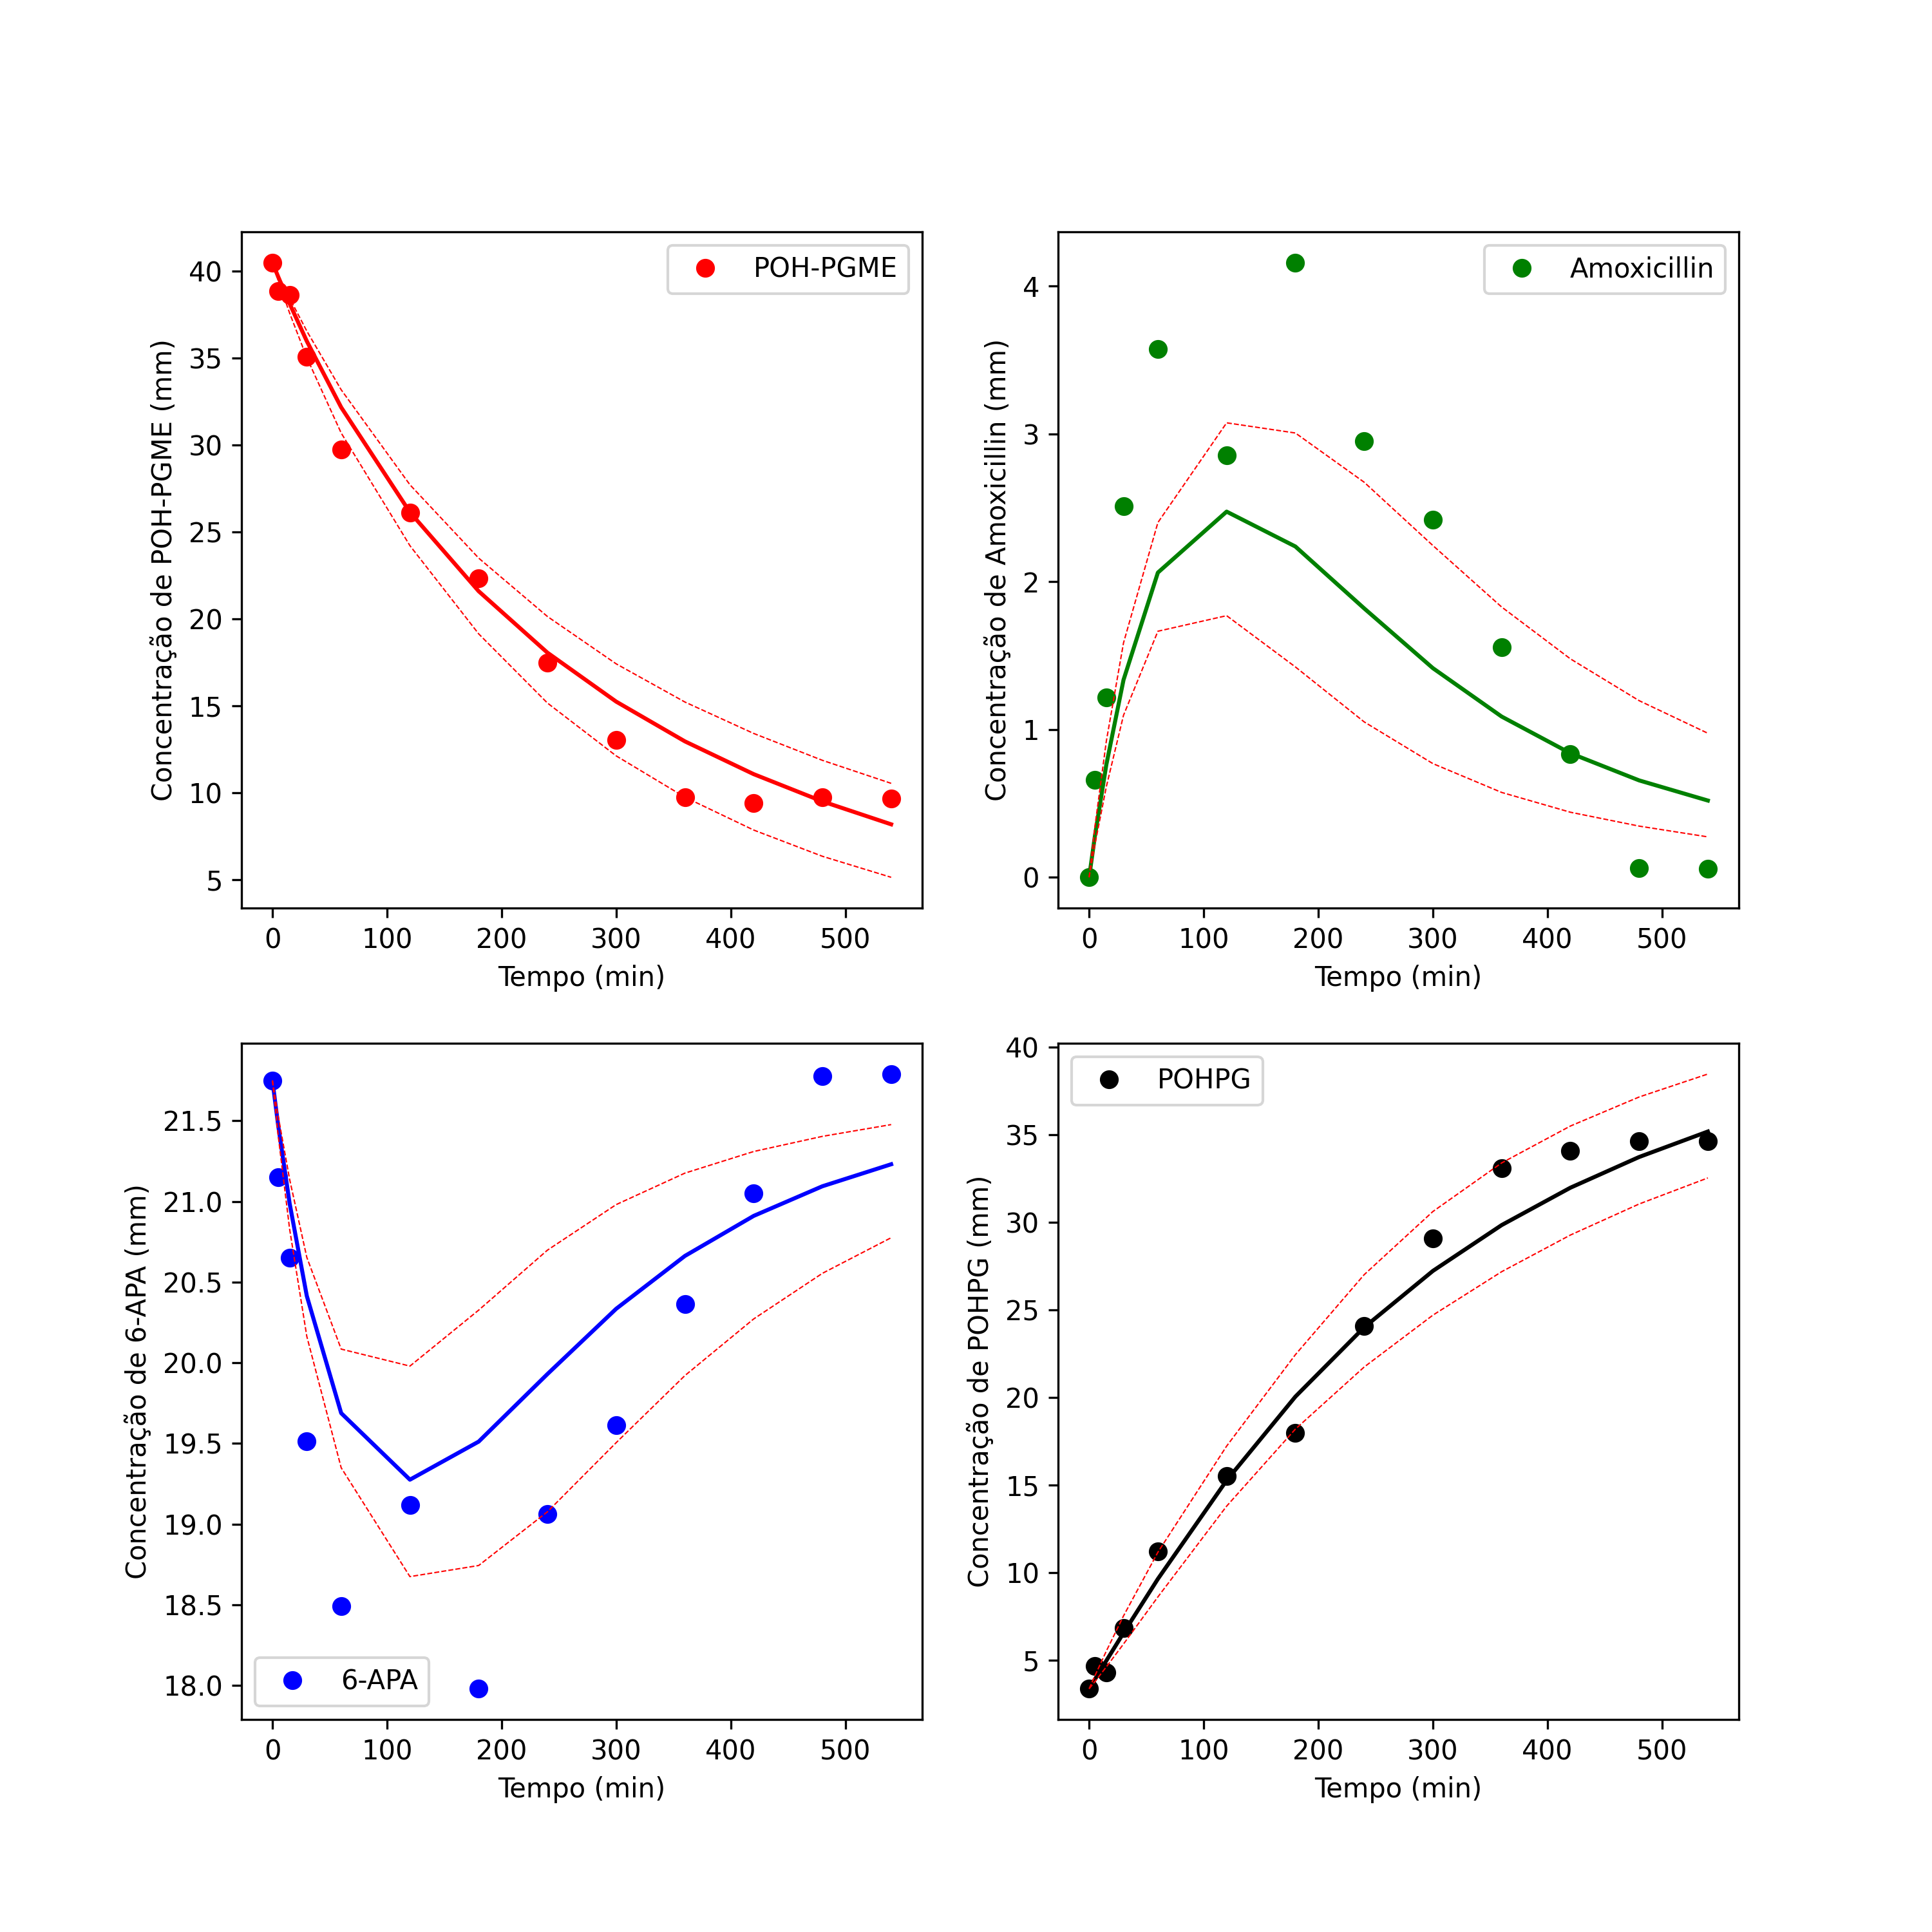 POH-PGME
Concentração de POH-PGME (mm)
40
35
30
25
20
15
10
5
0 100 200 300 400 500
Tempo (min)
Amoxicillin
Concentração de Amoxicillin (mm)
4
3
2
1
0
0 100 200 300 400 500
Tempo (min)
Concentração de 6-APA (mm)
21.5
21.0
20.5
20.0
19.5
19.0
18.5
18.0
6-APA
0 100 200 300 400 500
Tempo (min)
POHPG
Concentração de POHPG (mm)
40
35
30
25
20
15
10
5
0 100 200 300 400 500
Tempo (min)